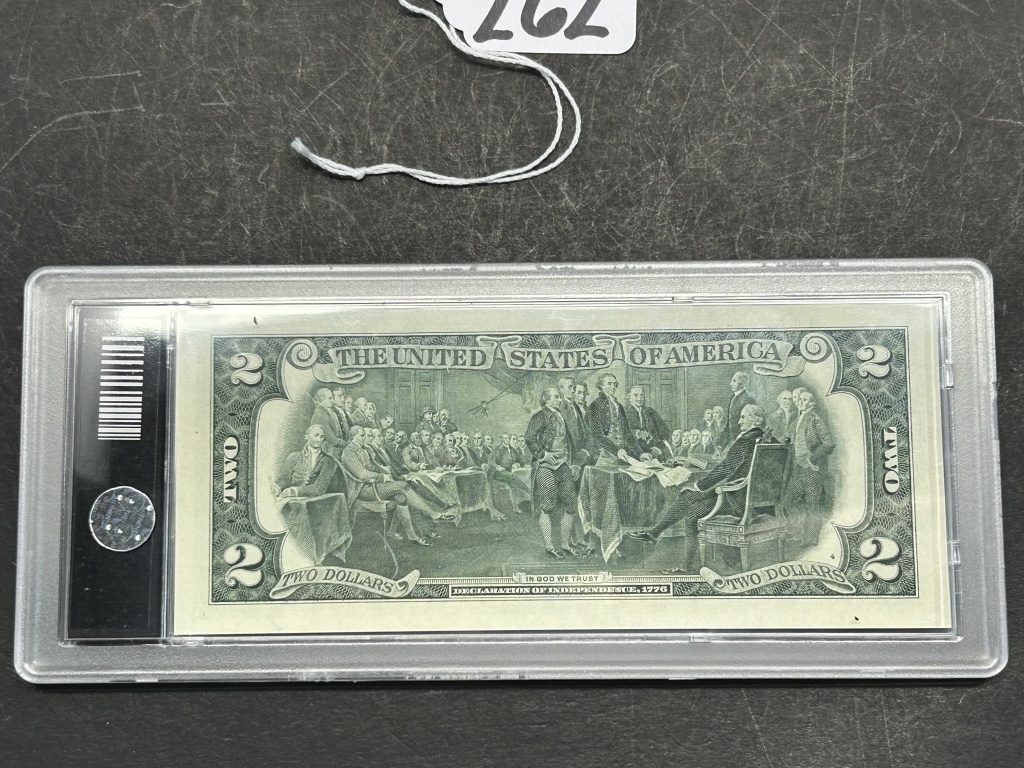 2 THE UNITED STATES OF AMERICA 2
TWO TWO
2 2
TWO DOLLARS IN GOD WE TRUST TWO DOLLARS
DECLARATION OF INDEPENDENCE, 1776